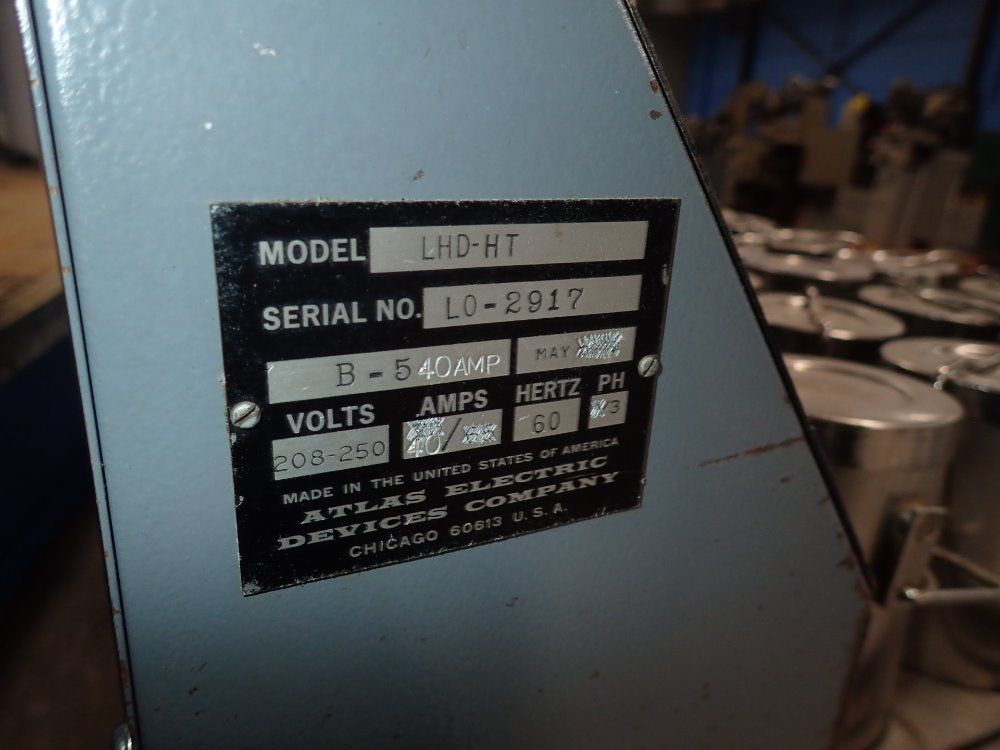 MODEL LHD-HT
SERIAL NO. LO-2917
B-540AMP MAY
VOLTS AMPS HERTZ PH
208-250 40/ 60 3
MADE IN THE UNITED STATES OF AMERICA
ATLAS ELECTRIC
DEVICES COMPANY
CHICAGO 60613 U.S.A.